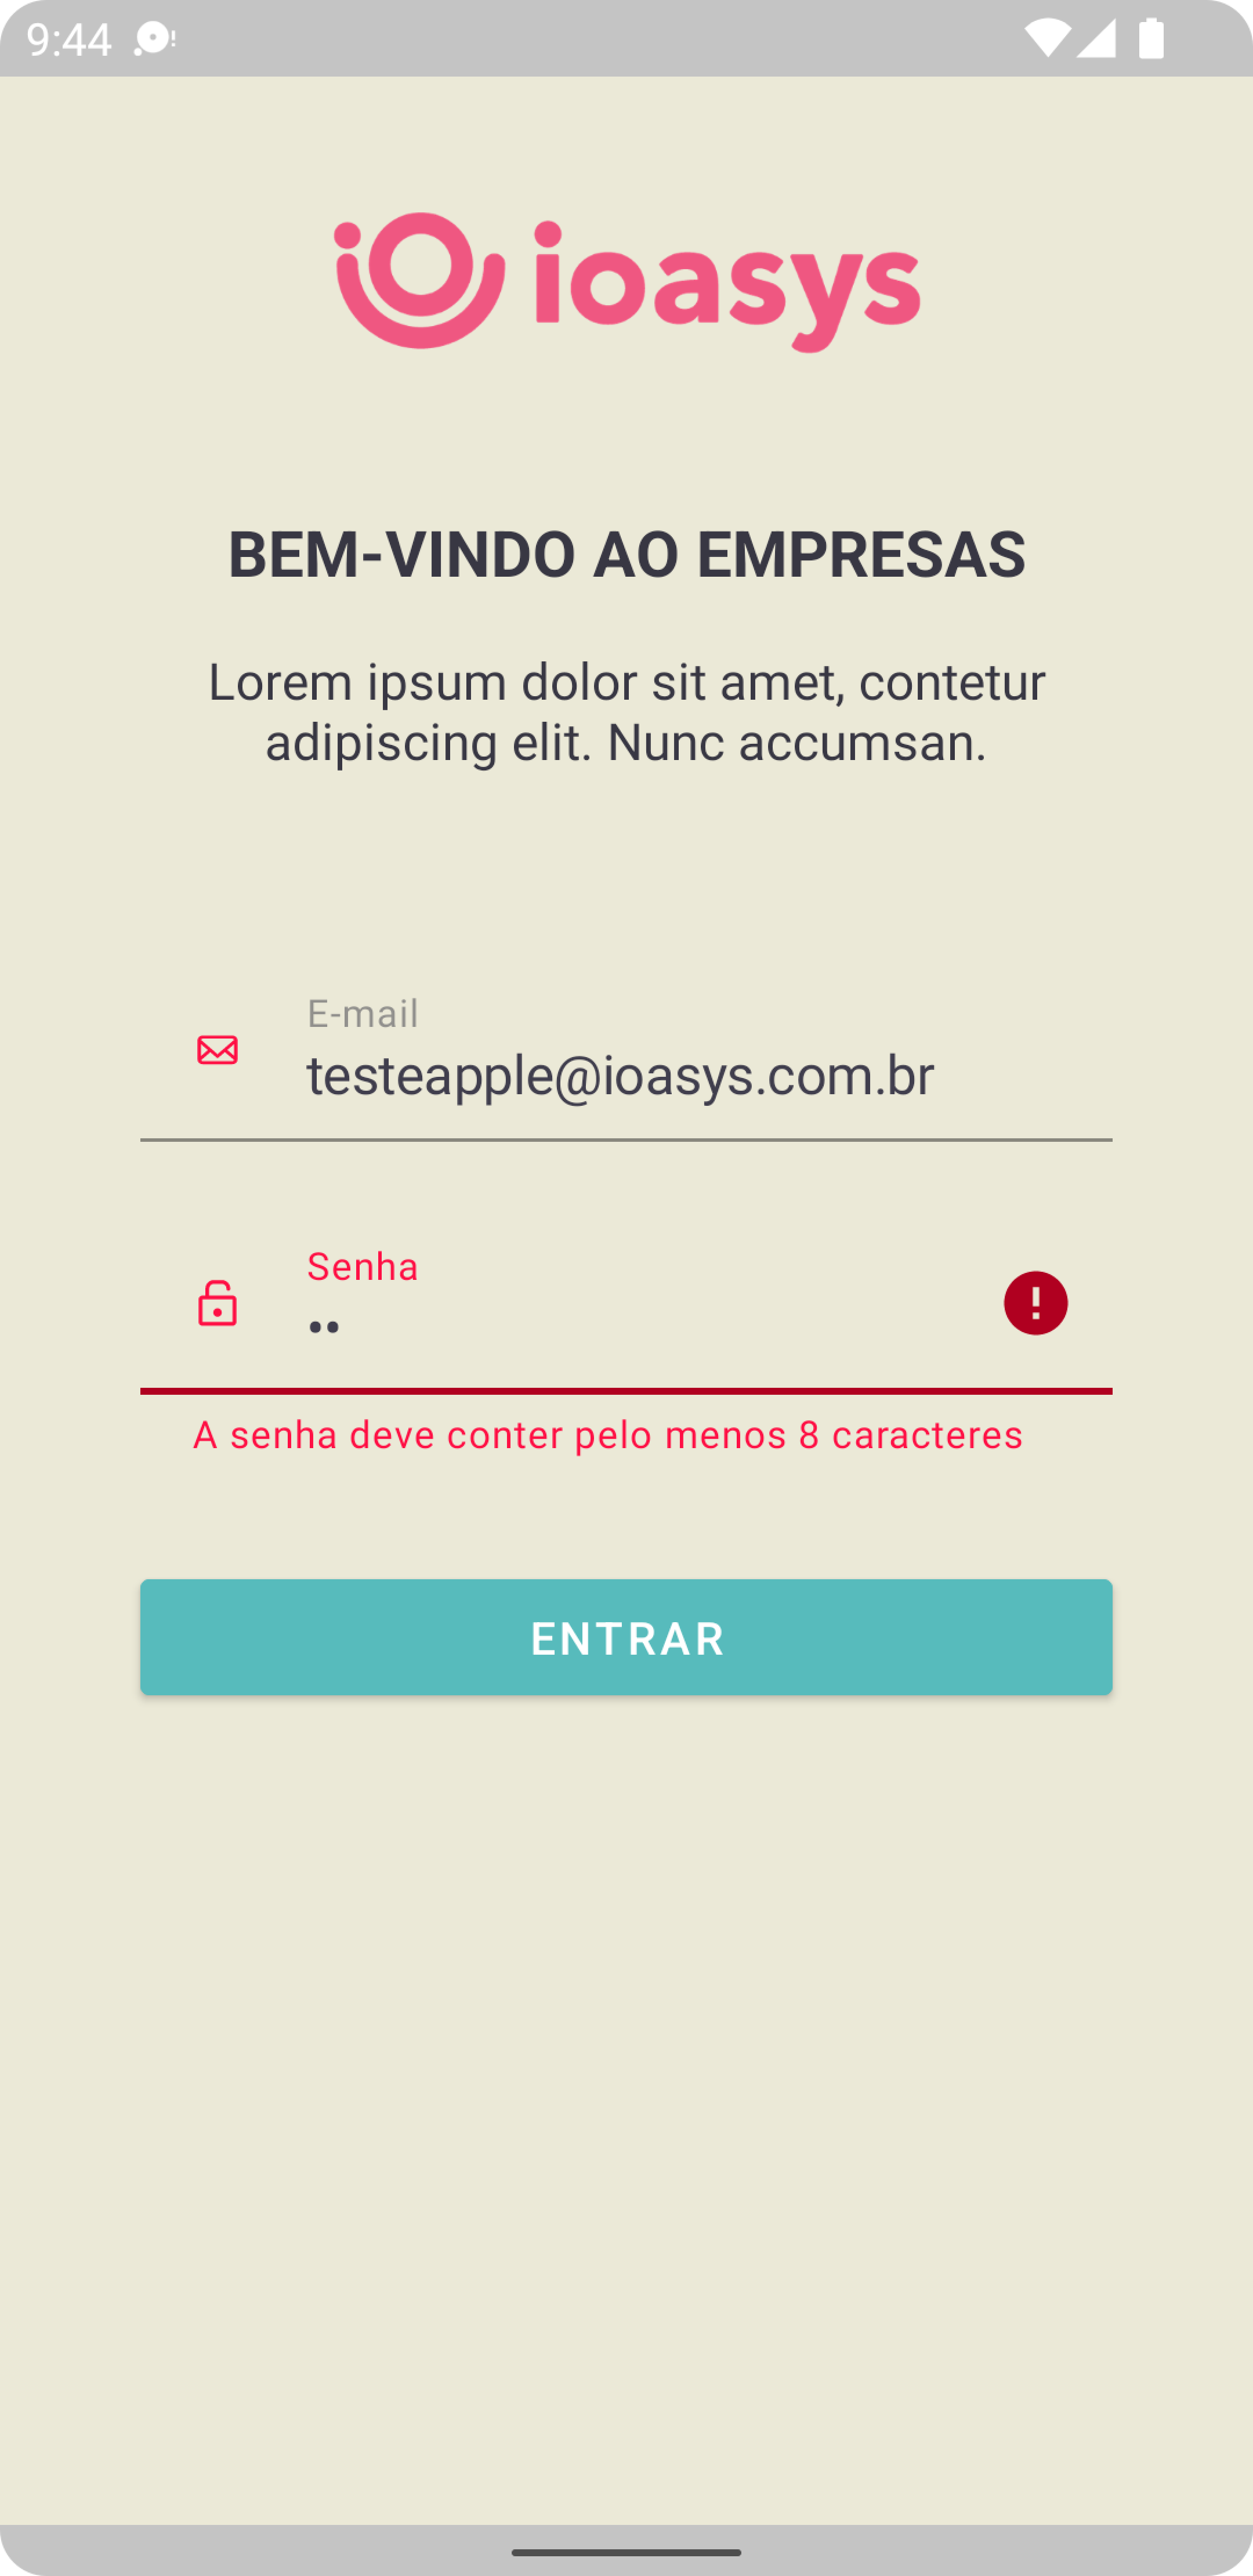 9:44
ioasys
BEM-VINDO AO EMPRESAS
Lorem ipsum dolor sit amet, contetur
adipiscing elit. Nunc accumsan.
E-mail
testeapple@ioasys.com.br
Senha
••
A senha deve conter pelo menos 8 caracteres
ENTRAR